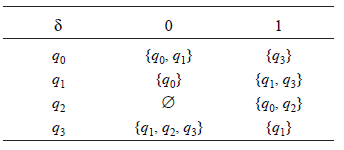 δ 0 1
q₀ {q₀, q₁} {q₃}
q₁ {q₀} {q₁, q₃}
q₂ ∅ {q₀, q₂}
q₃ {q₁, q₂, q₃} {q₁}